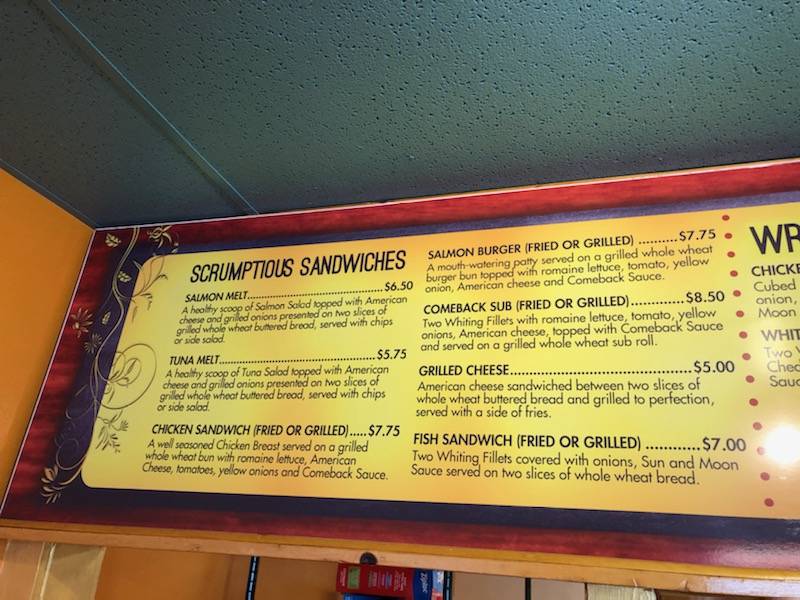 SCRUMPTIOUS SANDWICHES
SALMON MELT..............................$6.50
A healthy scoop of Salmon Salad topped with American
cheese and grilled onions presented on two slices of
grilled whole wheat buttered bread, served with chips
or side salad.
TUNA MELT..................................$5.75
A healthy scoop of Tuna Salad topped with American
cheese and grilled onions presented on two slices of
grilled whole wheat buttered bread, served with chips
or side salad.
CHICKEN SANDWICH (FRIED OR GRILLED).....$7.75
A well seasoned Chicken Breast served on a grilled
whole wheat bun with romaine lettuce, American
Cheese, tomatoes, yellow onions and Comeback Sauce.
SALMON BURGER (FRIED OR GRILLED) ..........$7.75
A mouth-watering patty served on a grilled whole wheat
burger bun topped with romaine lettuce, tomato, yellow
onion, American cheese and Comeback Sauce.
COMEBACK SUB (FRIED OR GRILLED).............$8.50
Two Whiting Fillets with romaine lettuce, tomato, yellow
onions, American cheese, topped with Comeback Sauce
and served on a grilled whole wheat sub roll.
GRILLED CHEESE........................................$5.00
American cheese sandwiched between two slices of
whole wheat buttered bread and grilled to perfection,
served with a side of fries.
FISH SANDWICH (FRIED OR GRILLED) ............$7.00
Two Whiting Fillets covered with onions, Sun and Moon
Sauce served on two slices of whole wheat bread.
WR
CHICKE
Cubed
onion,
Moon
WHIT
Two
Chec
Sauc
Ziploc